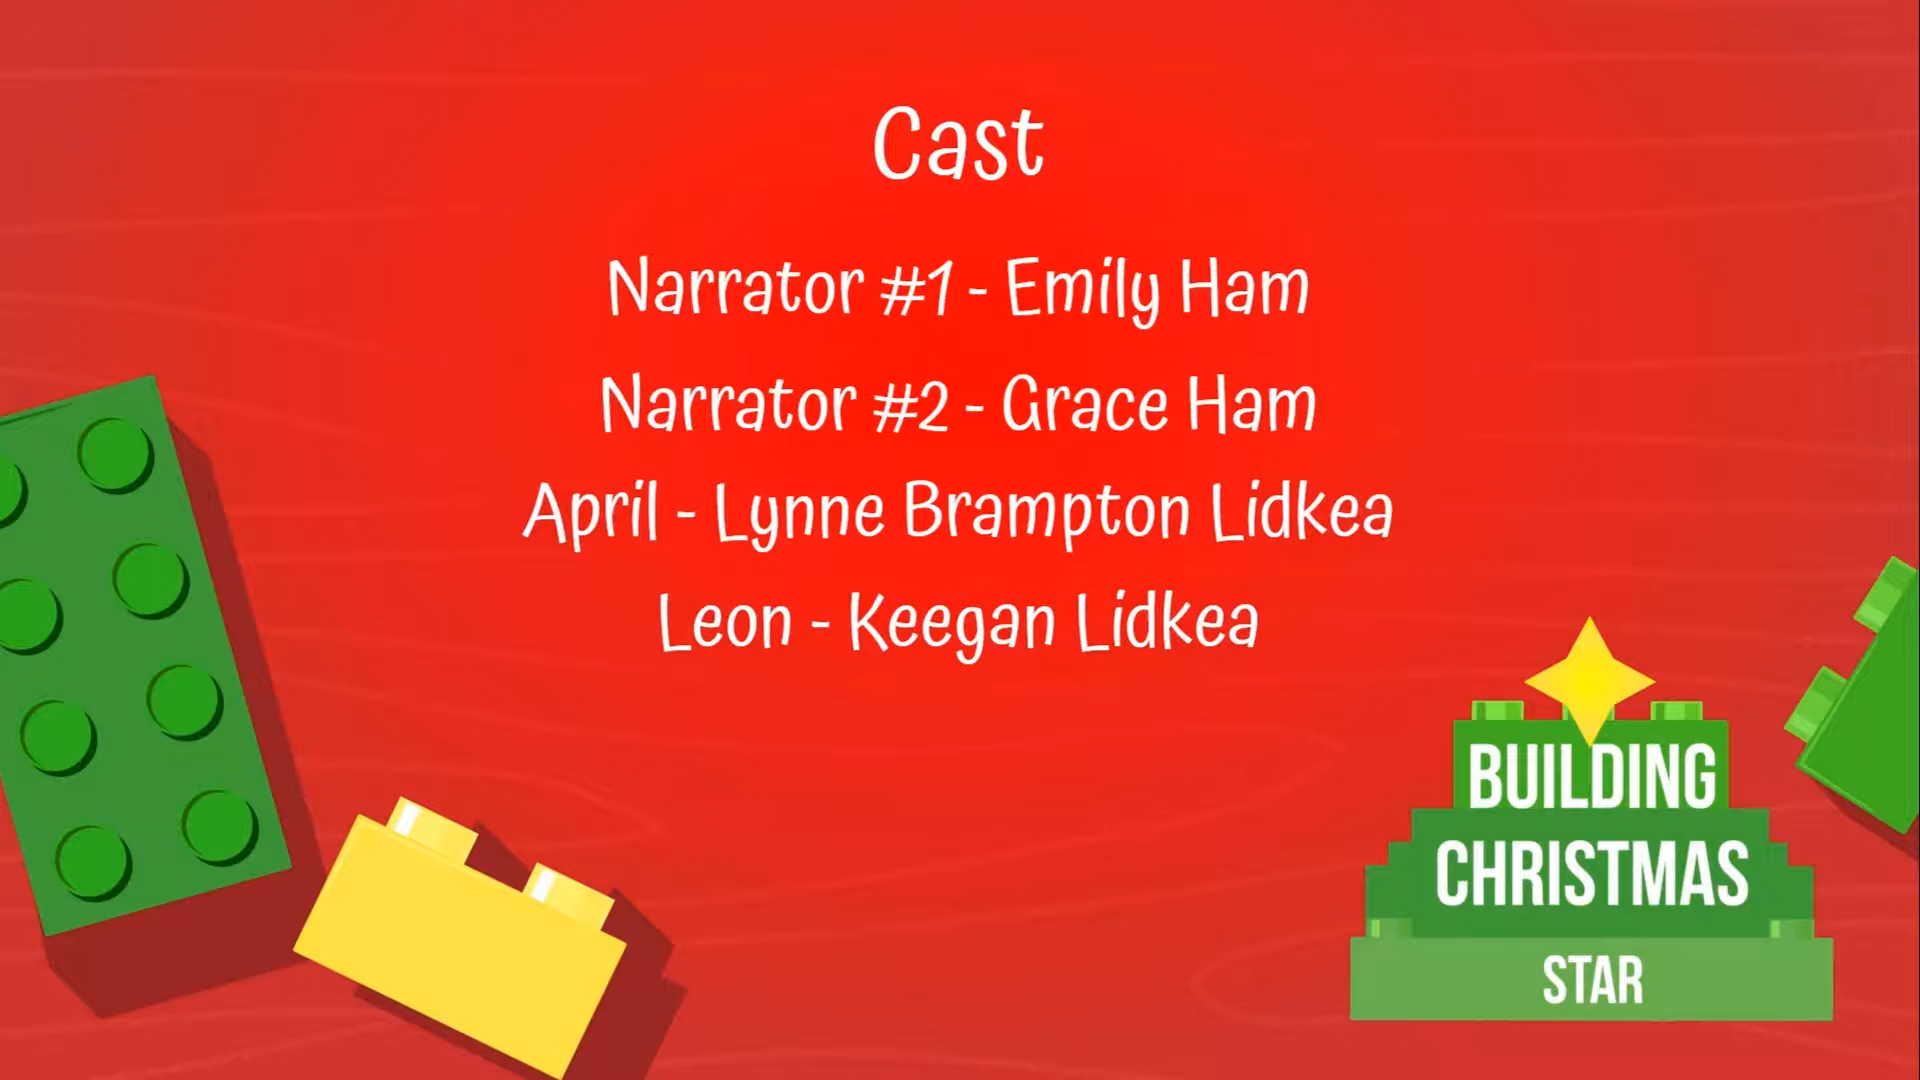 Cast
Narrator #1 - Emily Ham
Narrator #2 - Grace Ham
April - Lynne Brampton Lidkea
Leon - Keegan Lidkea
BUILDING
CHRISTMAS
STAR